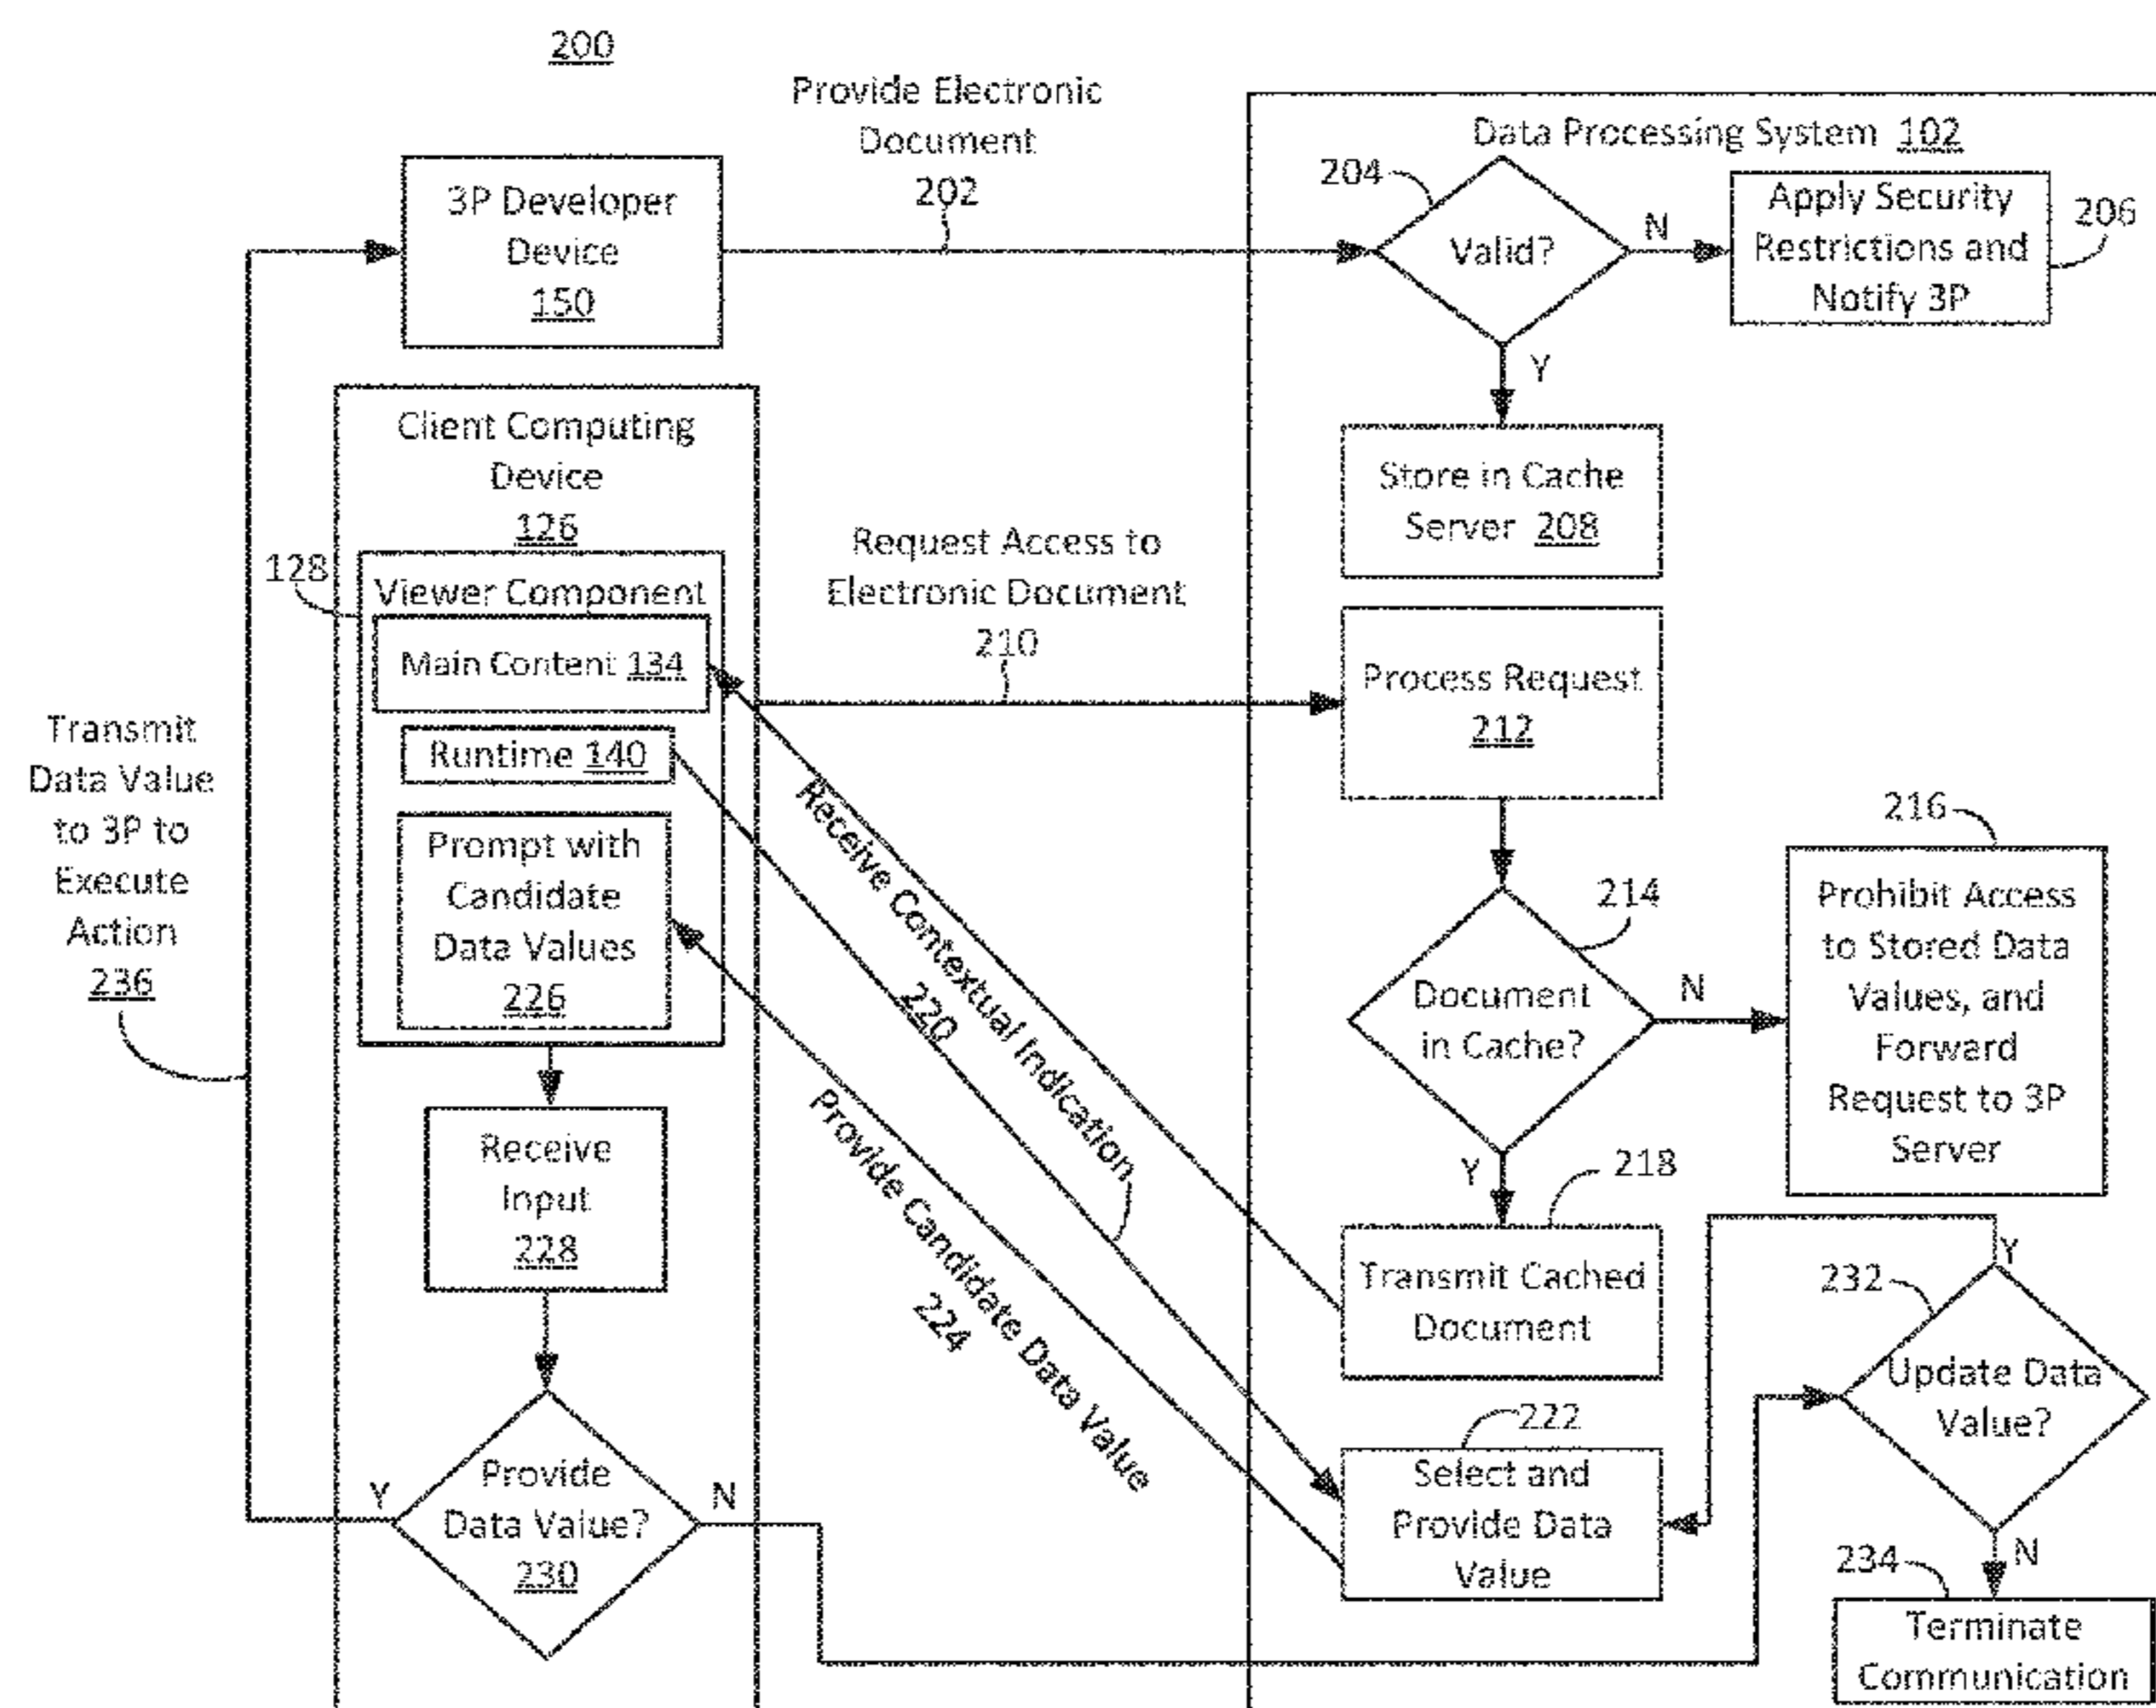 200
Provide Electronic
Document
202
Data Processing System 102
3P Developer
Device
150
204
Valid?
N
Apply Security
Restrictions and
Notify 3P
206
Y
Store in Cache
Server 208
Client Computing
Device
126
128
Viewer Component
Main Content 134
Runtime 140
Prompt with
Candidate
Data Values
226
Request Access to
Electronic Document
210
Process Request
212
Transmit
Data Value
to 3P to
Execute
Action
236
Receive Contextual Indication
220
Provide Candidate Data Value
224
214
Document
in Cache?
N
216
Prohibit Access
to Stored Data
Values, and
Forward
Request to 3P
Server
Y
218
Transmit Cached
Document
Receive
Input
228
222
Select and
Provide Data
Value
Y
232
Update Data
Value?
N
234
Terminate
Communication
Y
Provide
Data Value?
230
N